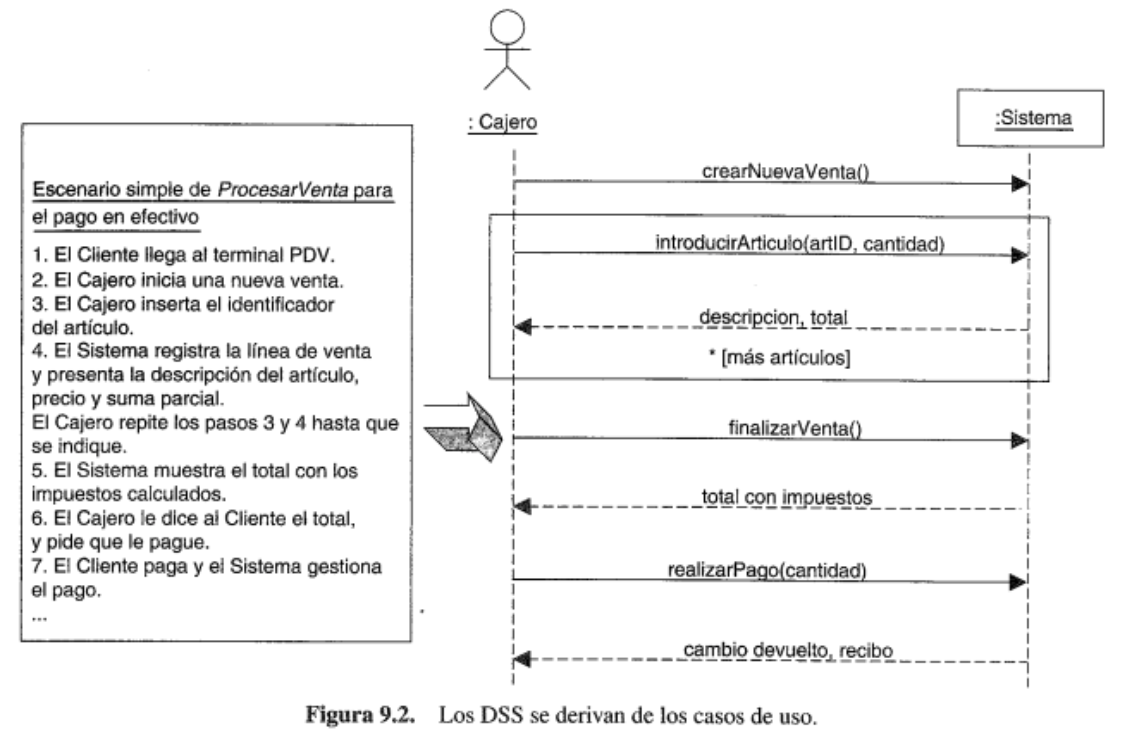 : Cajero
:Sistema
Escenario simple de ProcesarVenta para
el pago en efectivo
1. El Cliente llega al terminal PDV.
2. El Cajero inicia una nueva venta.
3. El Cajero inserta el identificador
del artículo.
4. El Sistema registra la línea de venta
y presenta la descripción del artículo,
precio y suma parcial.
El Cajero repite los pasos 3 y 4 hasta que
se indique.
5. El Sistema muestra el total con los
impuestos calculados.
6. El Cajero le dice al Cliente el total,
y pide que le pague.
7. El Cliente paga y el Sistema gestiona
el pago.
...
crearNuevaVenta()
introducirArticulo(artID, cantidad)
descripcion, total
* [más artículos]
finalizarVenta()
total con impuestos
realizarPago(cantidad)
cambio devuelto, recibo
Figura 9.2. Los DSS se derivan de los casos de uso.